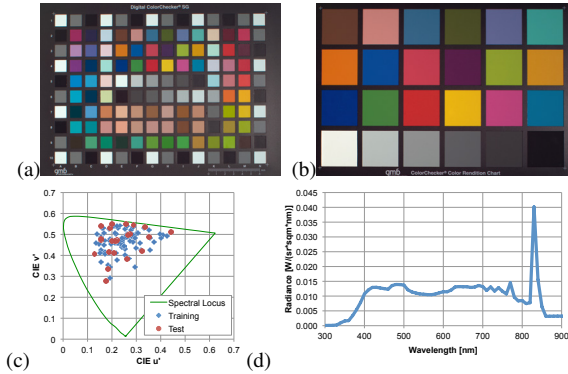 Digital ColorChecker® SG
(a)
gmb
(b)
gmb
ColorChecker® Color Rendition Chart
0.7
0.6
0.5
0.4
0.3
0.2
0.1
0
CIE v'
0 0.1 0.2 0.3 0.4 0.5 0.6 0.7
CIE u'
Spectral Locus
Training
Test
(c)
0.045
0.040
0.035
0.030
0.025
0.020
0.015
0.010
0.005
0.000
Radiance [W/(sr*sqm*nm)]
300 400 500 600 700 800 900
Wavelength [nm]
(d)